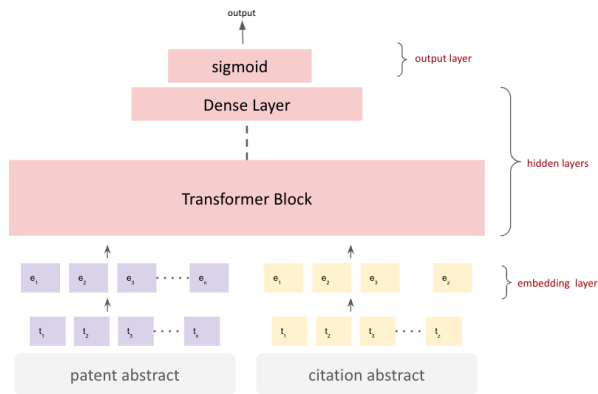 output
sigmoid
output layer
Dense Layer
hidden layers
Transformer Block
e1 e2 e3 ..... en e1 e2 e3 ez
embedding layer
t1 t2 t3 .... tn t1 t2 t3 .... tz
patent abstract citation abstract